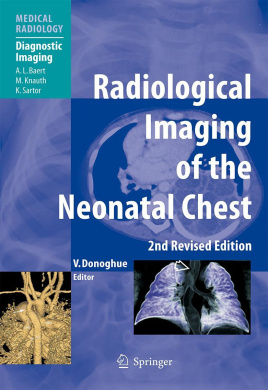 MEDICAL
RADIOLOGY
Diagnostic
Imaging
A. L. Baert
M. Knauth
K. Sartor
Radiological
Imaging
of the
Neonatal Chest
2nd Revised Edition
V. Donoghue
Editor
Springer